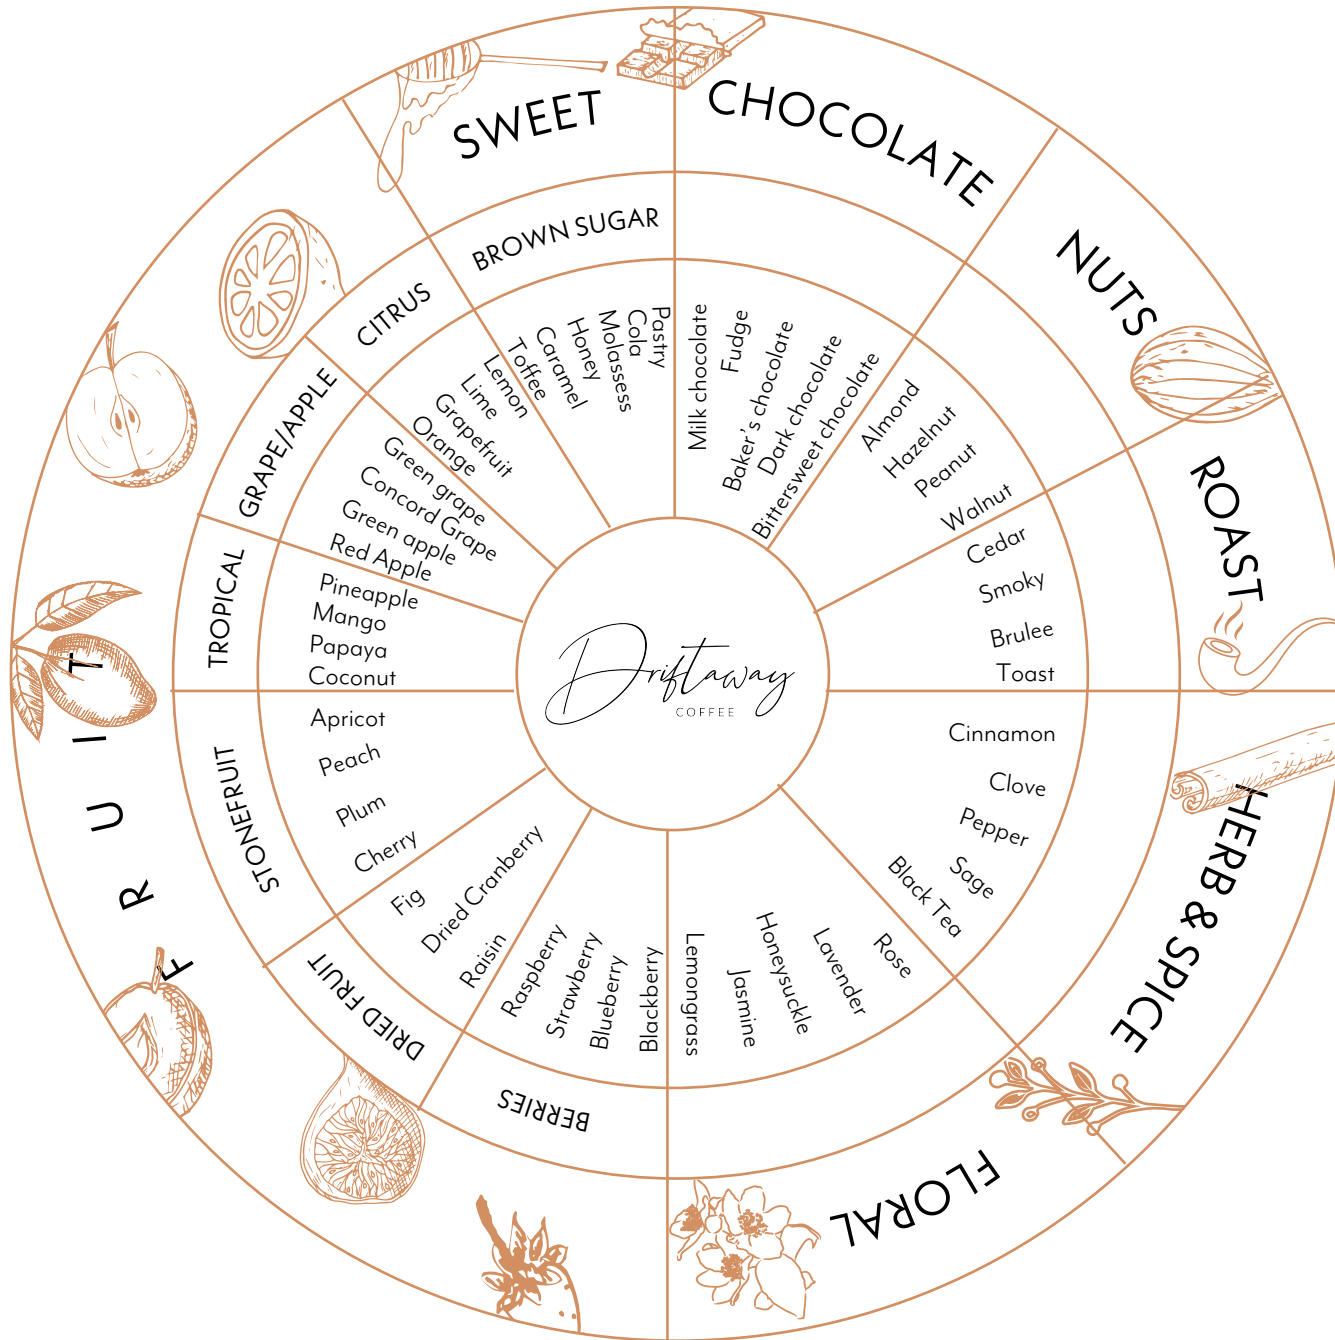 SWEET
BROWN SUGAR
Toffee
Caramel
Honey
Molassess
Cola
Pastry
CHOCOLATE
Milk chocolate
Fudge
Baker's chocolate
Dark chocolate
Bittersweet chocolate
NUTS
Almond
Hazelnut
Peanut
Walnut
ROAST
Cedar
Smoky
Brulee
Toast
HERB & SPICE
Cinnamon
Clove
Pepper
Sage
Black Tea
FLORAL
Rose
Lavender
Honeysuckle
Jasmine
Lemongrass
FRUIT
BERRIES
Blackberry
Blueberry
Strawberry
Raspberry
DRIED FRUIT
Raisin
Dried Cranberry
Fig
STONEFRUIT
Cherry
Plum
Peach
Apricot
TROPICAL
Coconut
Papaya
Mango
Pineapple
GRAPE/APPLE
Red Apple
Green apple
Concord Grape
Green grape
CITRUS
Orange
Grapefruit
Lime
Lemon
Driftaway
COFFEE